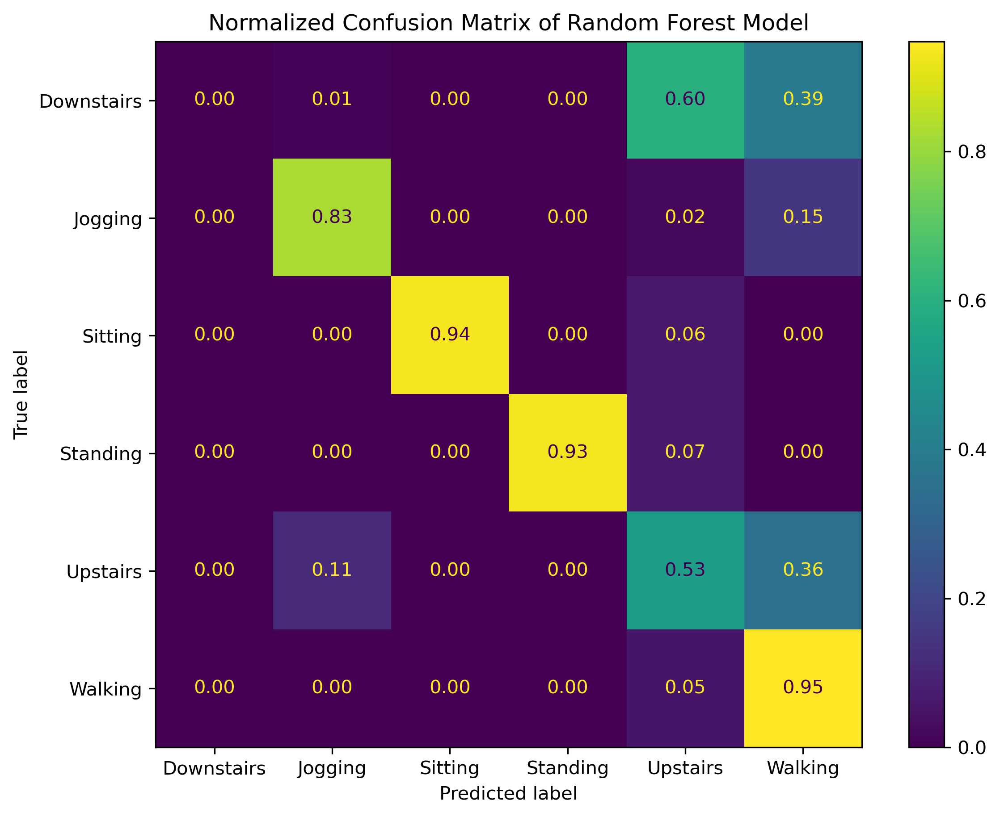 Normalized Confusion Matrix of Random Forest Model
Downstairs 0.00 0.01 0.00 0.00 0.60 0.39
Jogging 0.00 0.83 0.00 0.00 0.02 0.15
Sitting 0.00 0.00 0.94 0.00 0.06 0.00
Standing 0.00 0.00 0.00 0.93 0.07 0.00
Upstairs 0.00 0.11 0.00 0.00 0.53 0.36
Walking 0.00 0.00 0.00 0.00 0.05 0.95
True label
Downstairs Jogging Sitting Standing Upstairs Walking
Predicted label
0.8
0.6
0.4
0.2
0.0